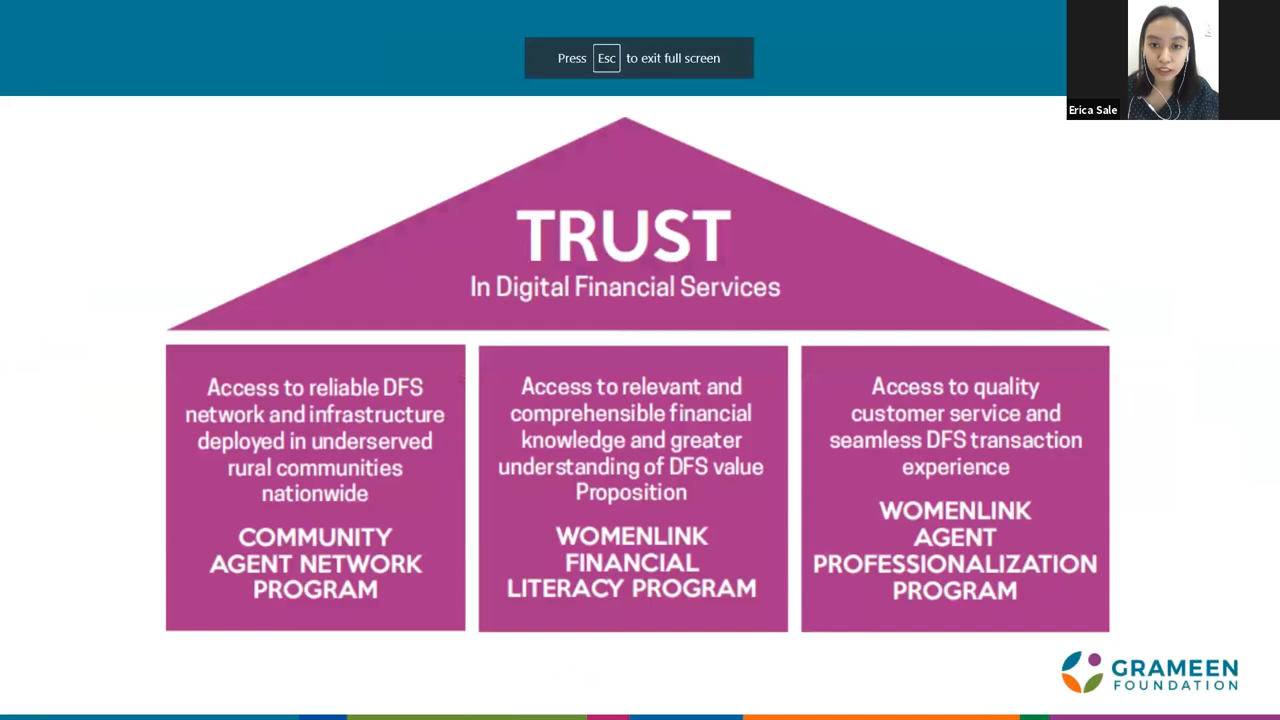 Press Esc to exit full screen
Erica Sale
TRUST
In Digital Financial Services
Access to reliable DFS
network and infrastructure
deployed in underserved
rural communities
nationwide
COMMUNITY
AGENT NETWORK
PROGRAM
Access to relevant and
comprehensible financial
knowledge and greater
understanding of DFS value
Proposition
WOMENLINK
FINANCIAL
LITERACY PROGRAM
Access to quality
customer service and
seamless DFS transaction
experience
WOMENLINK
AGENT
PROFESSIONALIZATION
PROGRAM
GRAMEEN
FOUNDATION